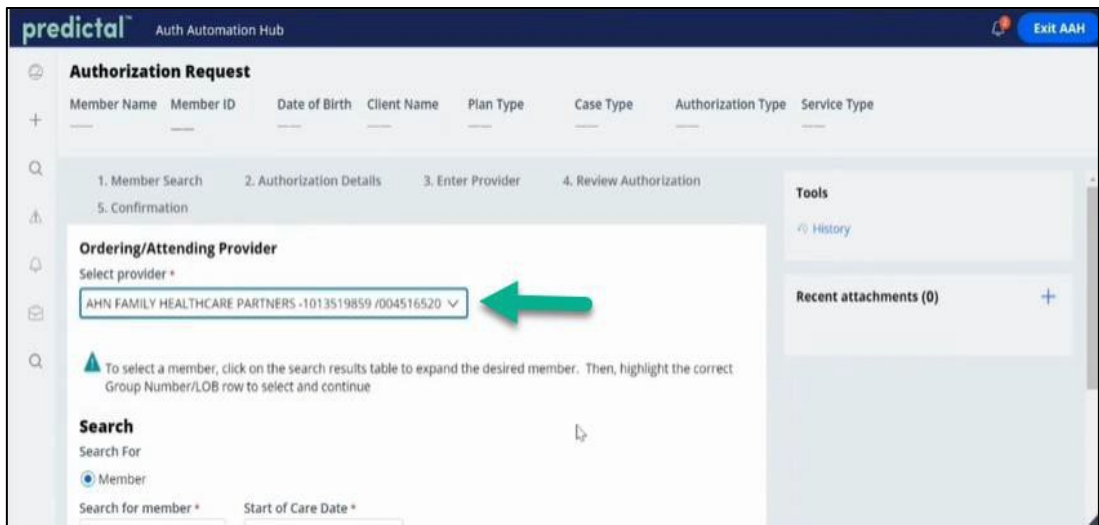 predictal™ Auth Automation Hub
Exit AAH
Authorization Request
Member Name Member ID Date of Birth Client Name Plan Type Case Type Authorization Type Service Type
1. Member Search 2. Authorization Details 3. Enter Provider 4. Review Authorization
5. Confirmation
Tools
History
Ordering/Attending Provider
Select provider *
AHN FAMILY HEALTHCARE PARTNERS -1013519859 /004516520
Recent attachments (0)
To select a member, click on the search results table to expand the desired member. Then, highlight the correct
Group Number/LOB row to select and continue
Search
Search For
Member
Search for member * Start of Care Date *